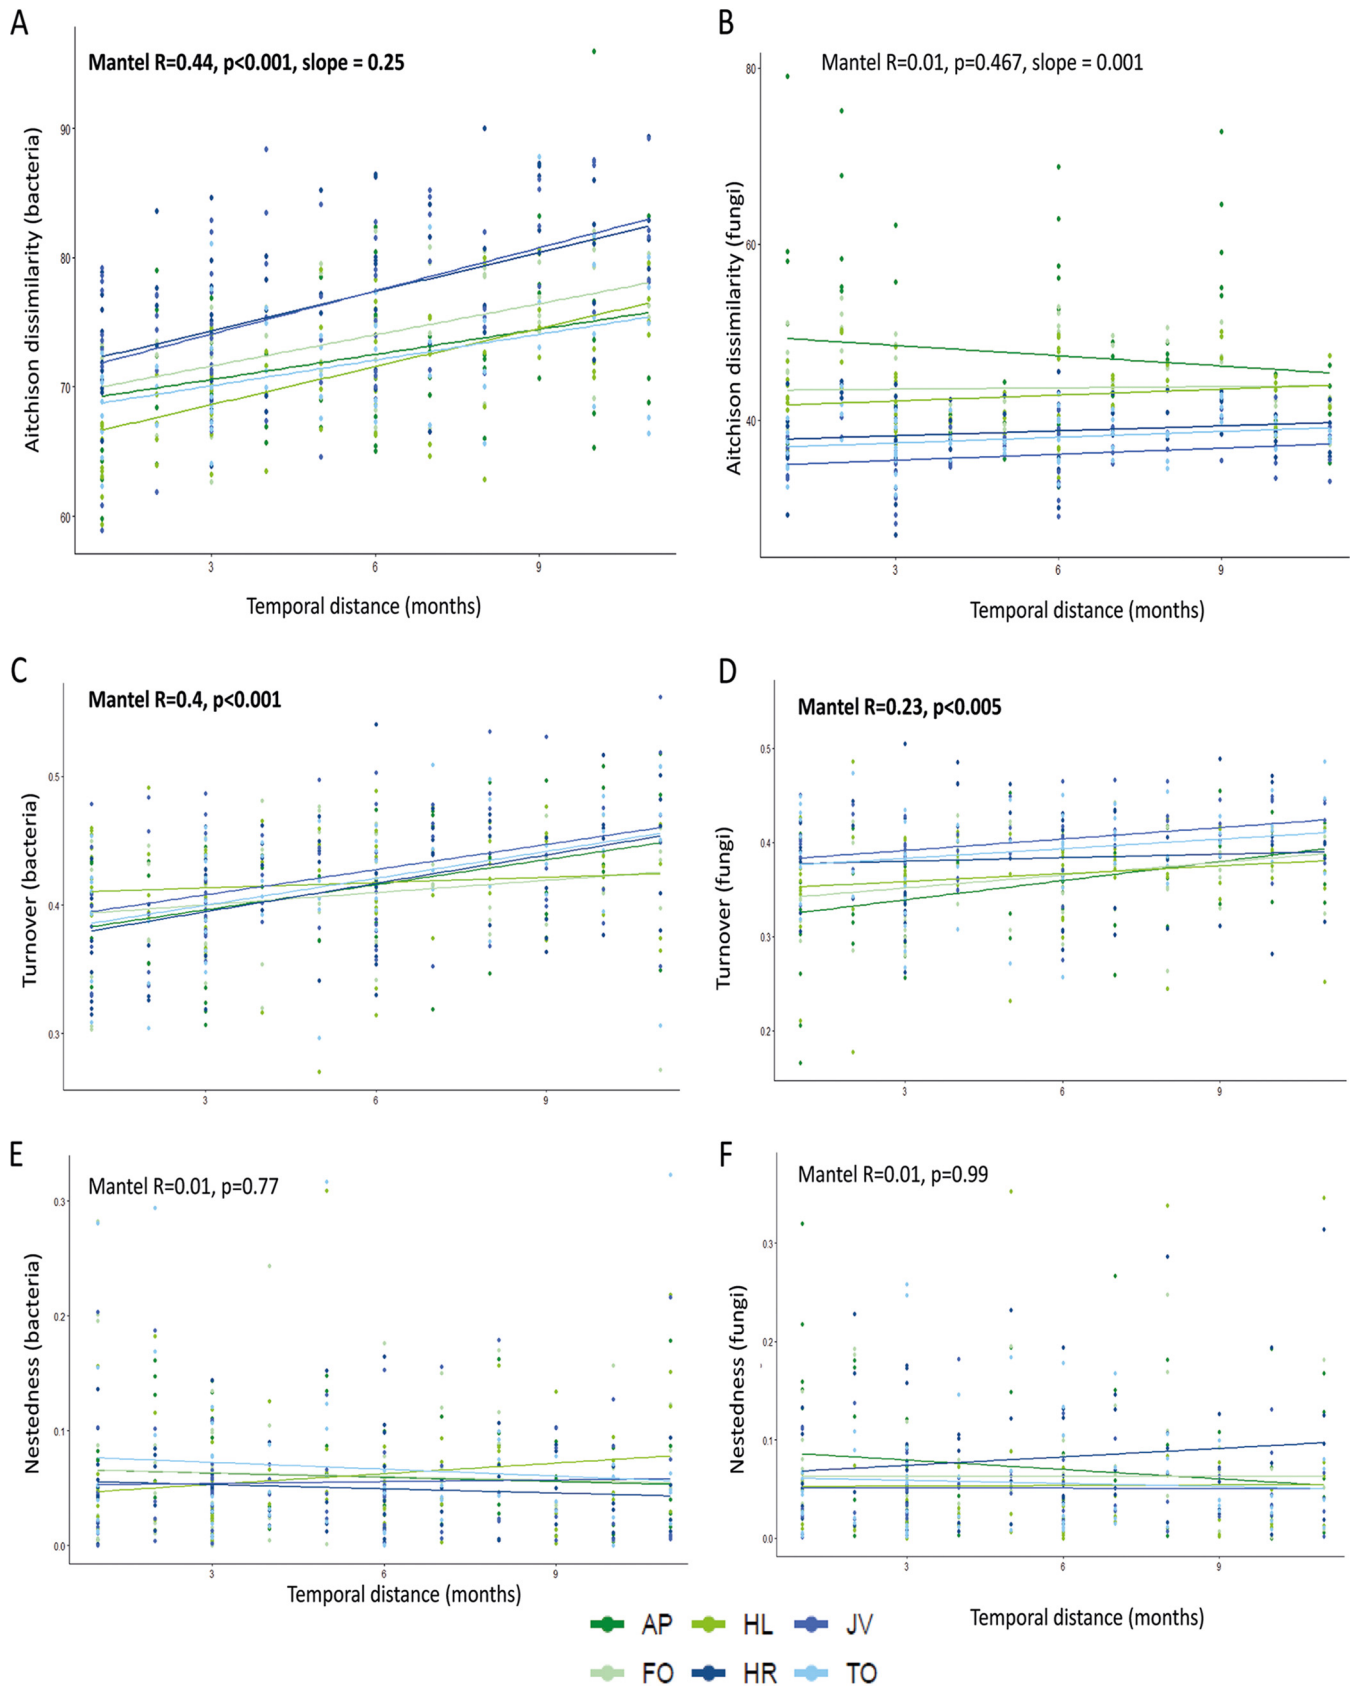 A
Mantel R=0.44, p<0.001, slope = 0.25
Aitchison dissimilarity (bacteria)
90
80
70
60
3
6
9
Temporal distance (months)
B
Mantel R=0.01, p=0.467, slope = 0.001
Aitchison dissimilarity (fungi)
80
60
40
3
6
9
Temporal distance (months)
C
Mantel R=0.4, p<0.001
Turnover (bacteria)
0.5
0.4
0.3
3
6
9
D
Mantel R=0.23, p<0.005
Turnover (fungi)
0.5
0.4
0.3
0.2
3
6
9
E
Mantel R=0.01, p=0.77
Nestedness (bacteria)
0.3
0.2
0.1
0.0
3
6
9
Temporal distance (months)
F
Mantel R=0.01, p=0.99
Nestedness (fungi)
0.3
0.2
0.1
0.0
3
6
9
Temporal distance (months)
AP
HL
JV
FO
HR
TO